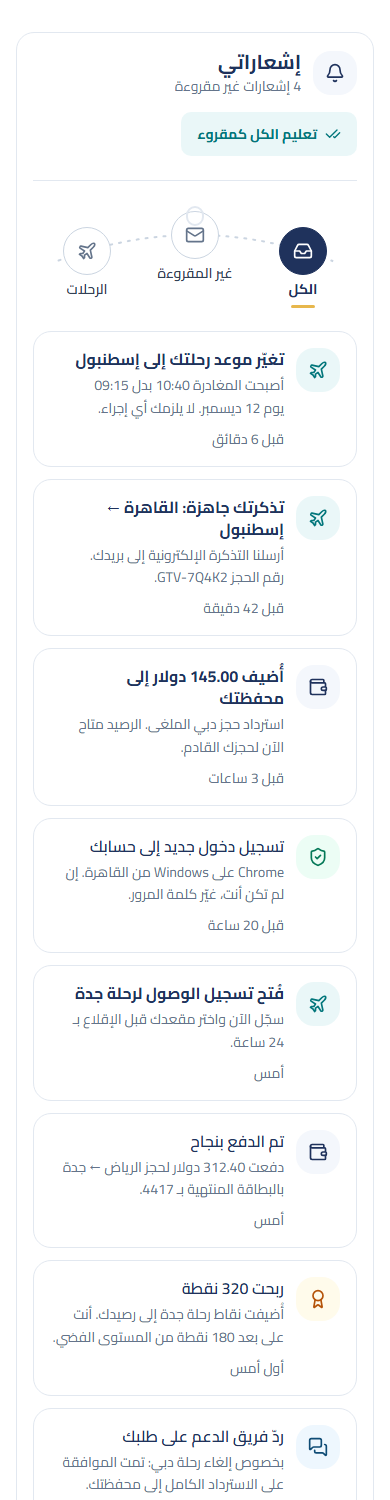 إشعاراتي
4 إشعارات غير مقروءة
تعليم الكل كمقروء
الكل
غير المقروءة
الرحلات
تغيّر موعد رحلتك إلى إسطنبول
أصبحت المغادرة 10:40 بدل 09:15
يوم 12 ديسمبر. لا يلزمك أي إجراء.
قبل 6 دقائق
تذكرتك جاهزة: القاهرة ←
إسطنبول
أرسلنا التذكرة الإلكترونية إلى بريدك.
رقم الحجز GTV-7Q4K2.
قبل 42 دقيقة
أُضيف 145.00 دولار إلى
محفظتك
استرداد حجز دبي الملغى. الرصيد متاح
الآن لحجزك القادم.
قبل 3 ساعات
تسجيل دخول جديد إلى حسابك
Chrome على Windows من القاهرة. إن
لم تكن أنت، غيّر كلمة المرور.
قبل 20 ساعة
فُتح تسجيل الوصول لرحلة جدة
سجّل الآن واختر مقعدك قبل الإقلاع بـ
24 ساعة.
أمس
تم الدفع بنجاح
دفعت 312.40 دولار لحجز الرياض ← جدة
بالبطاقة المنتهية بـ 4417.
أمس
ربحت 320 نقطة
أُضيفت نقاط رحلة جدة إلى رصيدك. أنت
على بعد 180 نقطة من المستوى الفضي.
أول أمس
ردّ فريق الدعم على طلبك
بخصوص إلغاء رحلة دبي: تمت الموافقة
على الاسترداد الكامل إلى محفظتك.